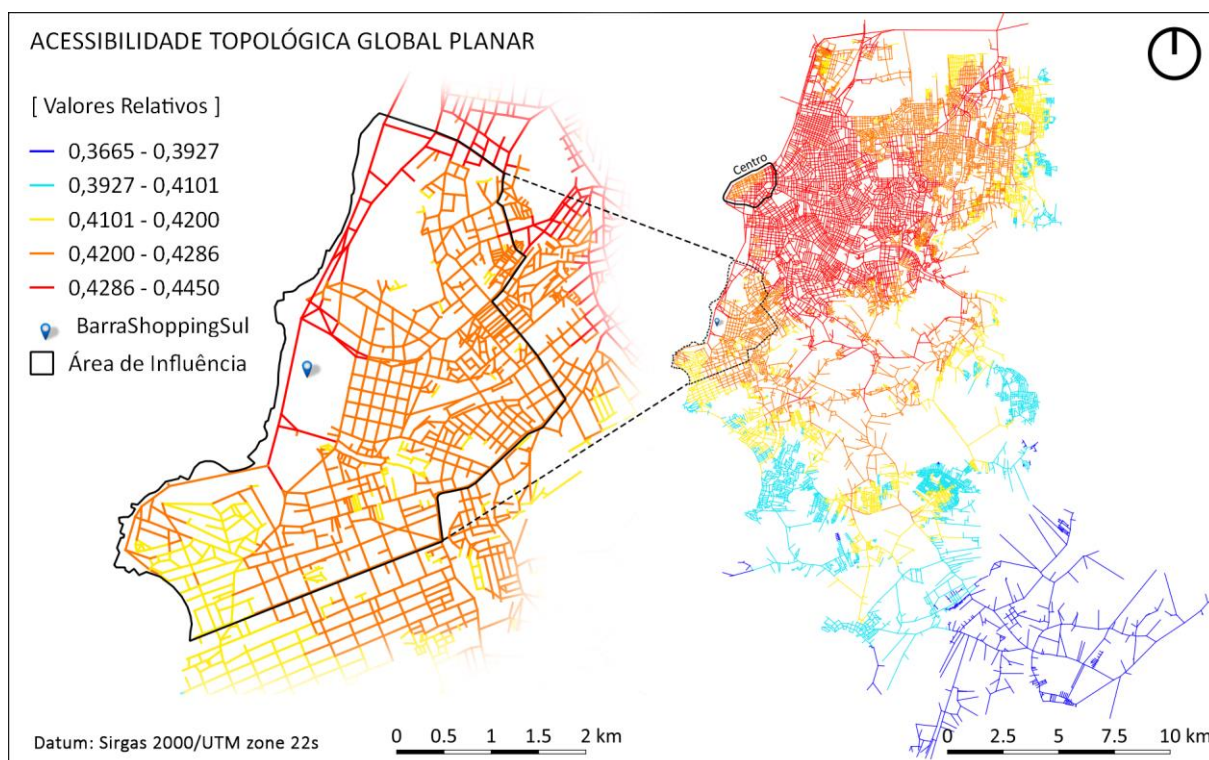 ACESSIBILIDADE TOPOLÓGICA GLOBAL PLANAR
[ Valores Relativos ]
0,3665 - 0,3927
0,3927 - 0,4101
0,4101 - 0,4200
0,4200 - 0,4286
0,4286 - 0,4450
BarraShoppingSul
Área de Influência
Centro
Datum: Sirgas 2000/UTM zone 22s
0 0.5 1 1.5 2 km
0 2.5 5 7.5 10 km